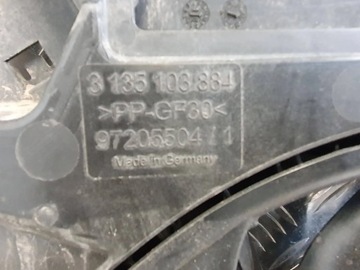 3 135 103 884
>PP-GF30<
97205504/1
Made in Germany